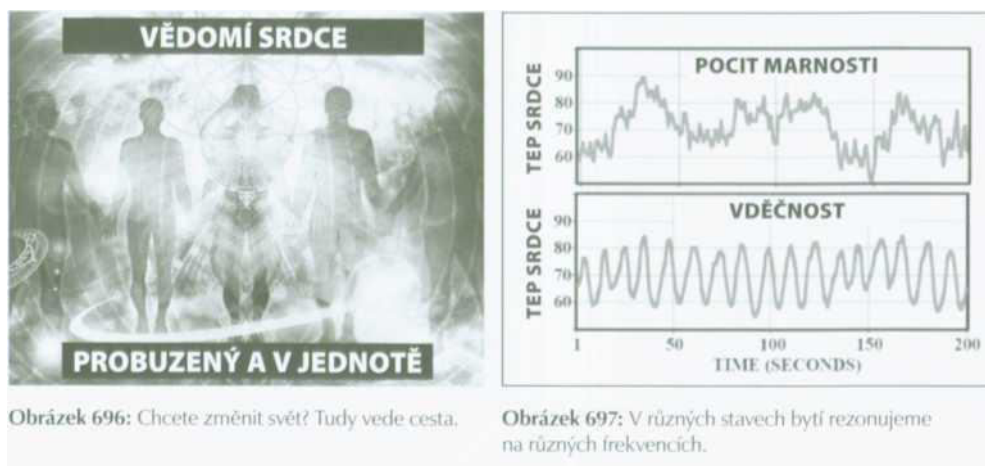 VĚDOMÍ SRDCE
PROBUZENÝ A V JEDNOTĚ
Obrázek 696: Chcete změnit svět? Tudy vede cesta.
POCIT MARNOSTI
TEP SRDCE
90
80
70
60
VDĚČNOST
TEP SRDCE
90
80
70
60
1 50 100 150 200
TIME (SECONDS)
Obrázek 697: V různých stavech bytí rezonujeme
na různých frekvencích.